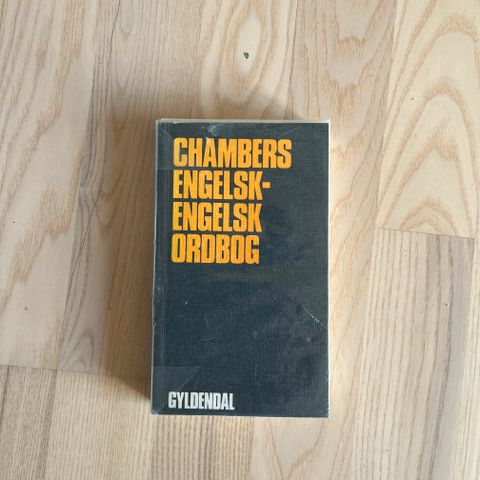 CHAMBERS
ENGELSK-
ENGELSK
ORDBOG
GYLDENDAL